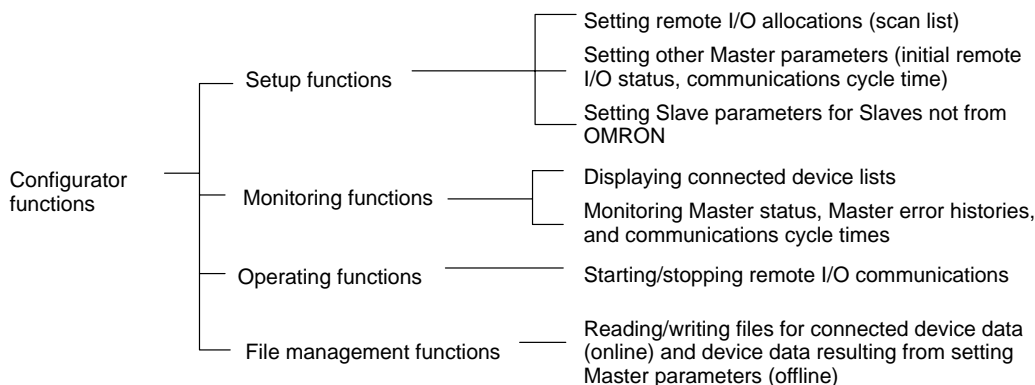 Configurator
functions
Setup functions
Setting remote I/O allocations (scan list)
Setting other Master parameters (initial remote
I/O status, communications cycle time)
Setting Slave parameters for Slaves not from
OMRON
Monitoring functions
Displaying connected device lists
Monitoring Master status, Master error histories,
and communications cycle times
Operating functions
Starting/stopping remote I/O communications
File management functions
Reading/writing files for connected device data
(online) and device data resulting from setting
Master parameters (offline)